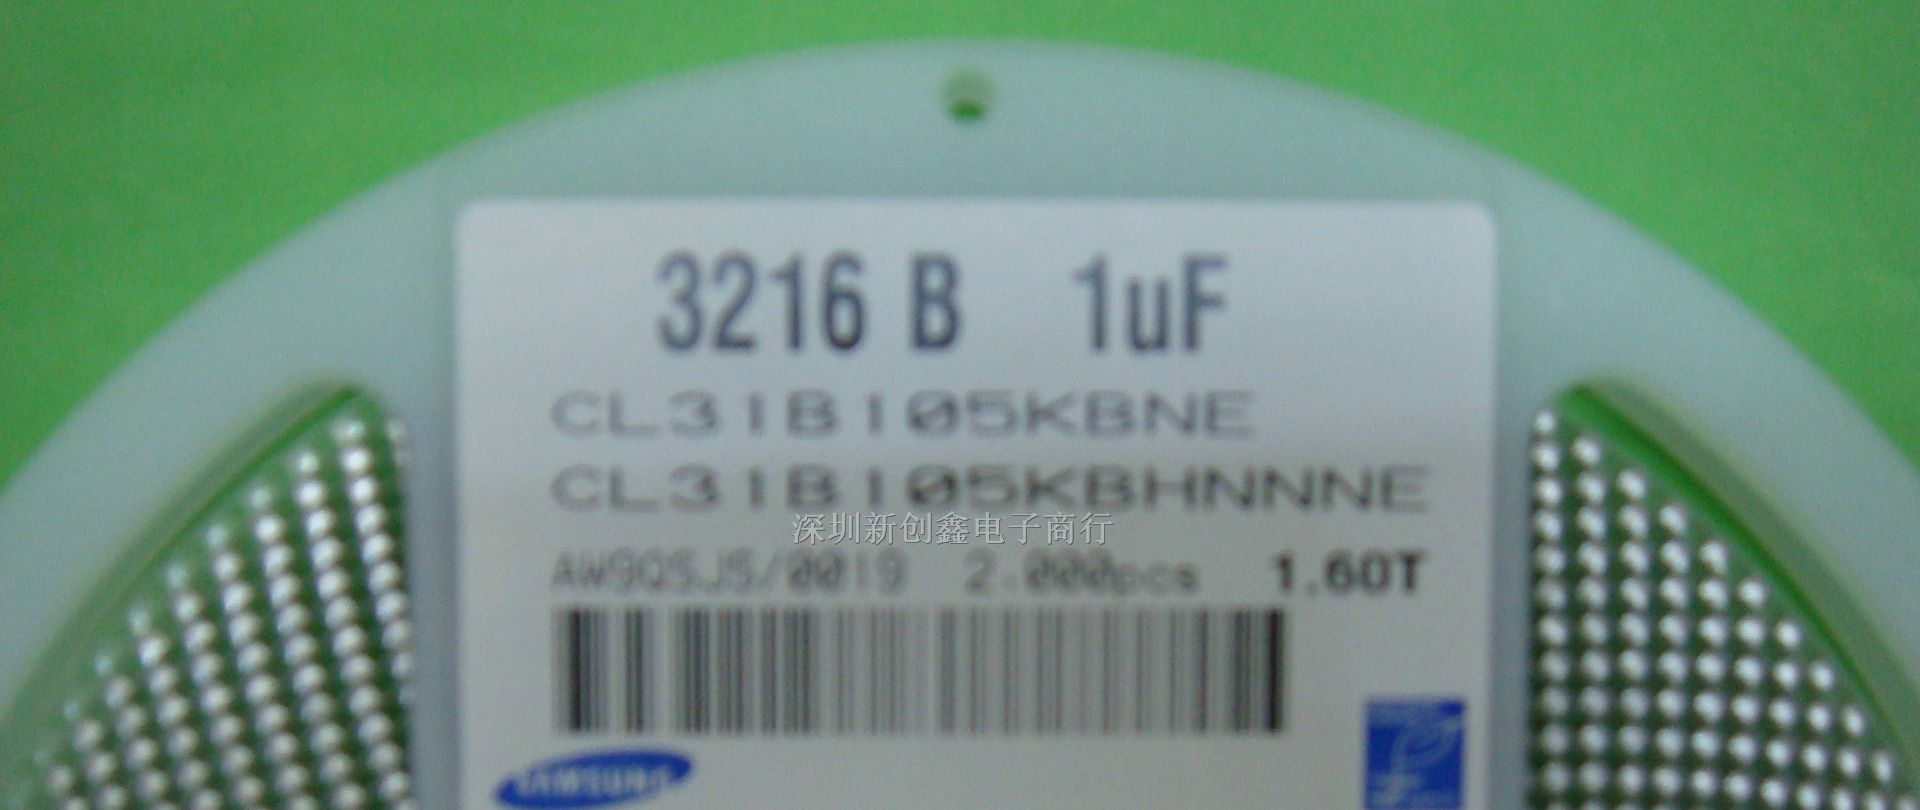 3216 B 1uF
CL31B105KBNE
CL31B105KBHNNNE
深圳新创鑫电子商行
AW9QSJS/0019 2.000pcs 1.60T
SAMSUNG